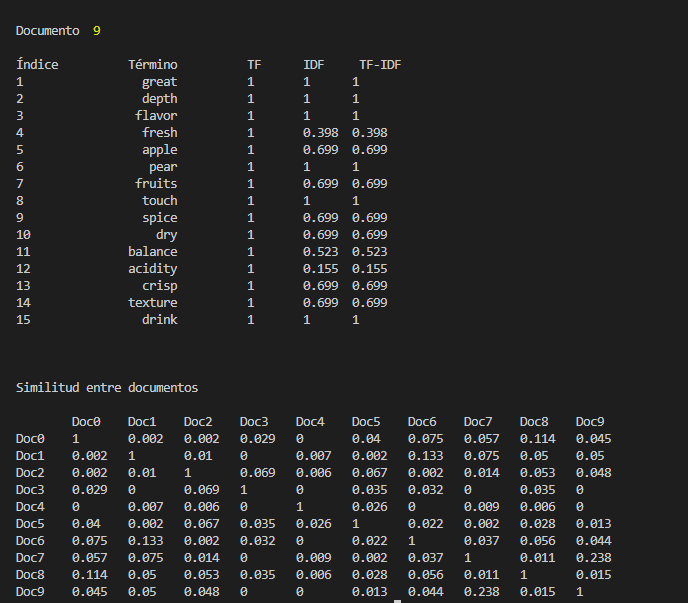 Documento 9
Índice Término TF IDF TF-IDF
1 great 1 1 1
2 depth 1 1 1
3 flavor 1 1 1
4 fresh 1 0.398 0.398
5 apple 1 0.699 0.699
6 pear 1 1 1
7 fruits 1 0.699 0.699
8 touch 1 1 1
9 spice 1 0.699 0.699
10 dry 1 0.699 0.699
11 balance 1 0.523 0.523
12 acidity 1 0.155 0.155
13 crisp 1 0.699 0.699
14 texture 1 0.699 0.699
15 drink 1 1 1
Similitud entre documentos
Doc0 Doc1 Doc2 Doc3 Doc4 Doc5 Doc6 Doc7 Doc8 Doc9
Doc0 1 0.002 0.002 0.029 0 0.04 0.075 0.057 0.114 0.045
Doc1 0.002 1 0.01 0 0.007 0.002 0.133 0.075 0.05 0.05
Doc2 0.002 0.01 1 0.069 0.006 0.067 0.002 0.014 0.053 0.048
Doc3 0.029 0 0.069 1 0 0.035 0.032 0 0.035 0
Doc4 0 0.007 0.006 0 1 0.026 0 0.009 0.006 0
Doc5 0.04 0.002 0.067 0.035 0.026 1 0.022 0.002 0.028 0.013
Doc6 0.075 0.133 0.002 0.032 0 0.022 1 0.037 0.056 0.044
Doc7 0.057 0.075 0.014 0 0.009 0.002 0.037 1 0.011 0.238
Doc8 0.114 0.05 0.053 0.035 0.006 0.028 0.056 0.011 1 0.015
Doc9 0.045 0.05 0.048 0 0 0.013 0.044 0.238 0.015 1